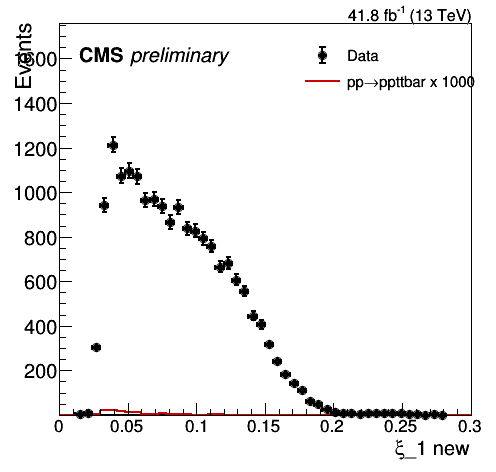 41.8 fb⁻¹ (13 TeV)
Events
CMS preliminary
Data
pp→ppttbar x 1000
1600
1400
1200
1000
800
600
400
200
0 0.05 0.1 0.15 0.2 0.25 0.3
ξ_1 new